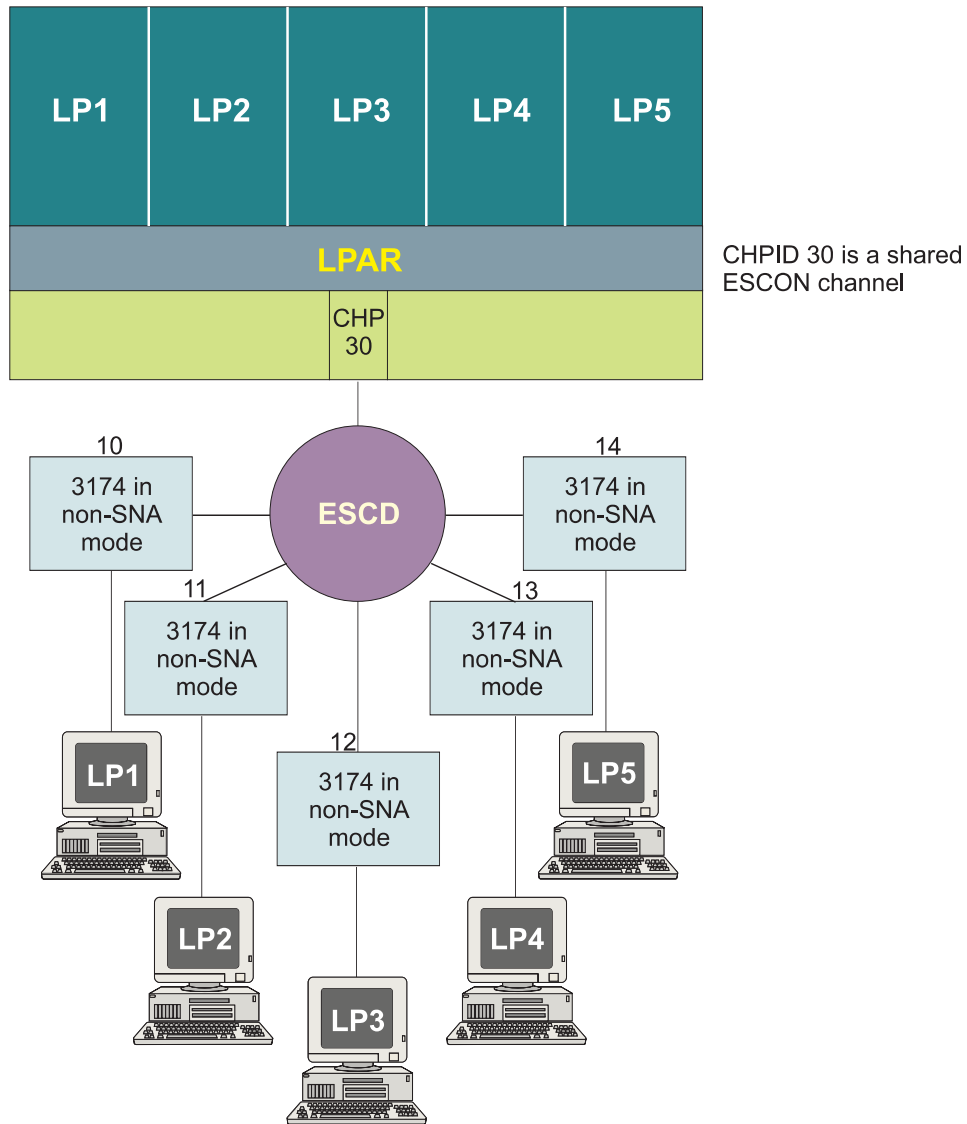 LP1 LP2 LP3 LP4 LP5
LPAR
CHPID 30 is a shared
ESCON channel
CHP
30
10
3174 in
non-SNA
mode
ESCD
14
3174 in
non-SNA
mode
11
3174 in
non-SNA
mode
13
3174 in
non-SNA
mode
12
3174 in
non-SNA
mode
LP1
LP5
LP2
LP4
LP3